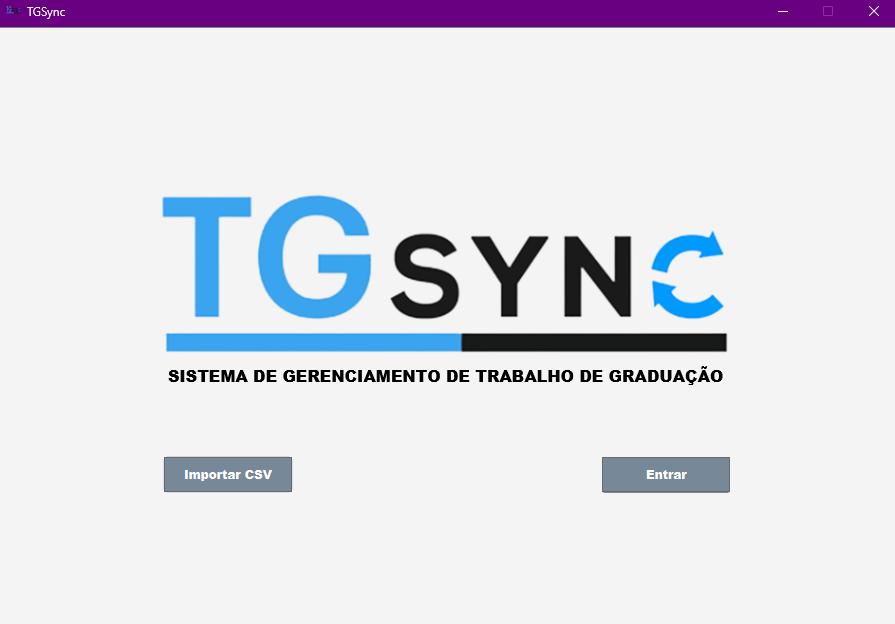 TGSync
TGSYNC
SISTEMA DE GERENCIAMENTO DE TRABALHO DE GRADUAÇÃO
Importar CSV
Entrar